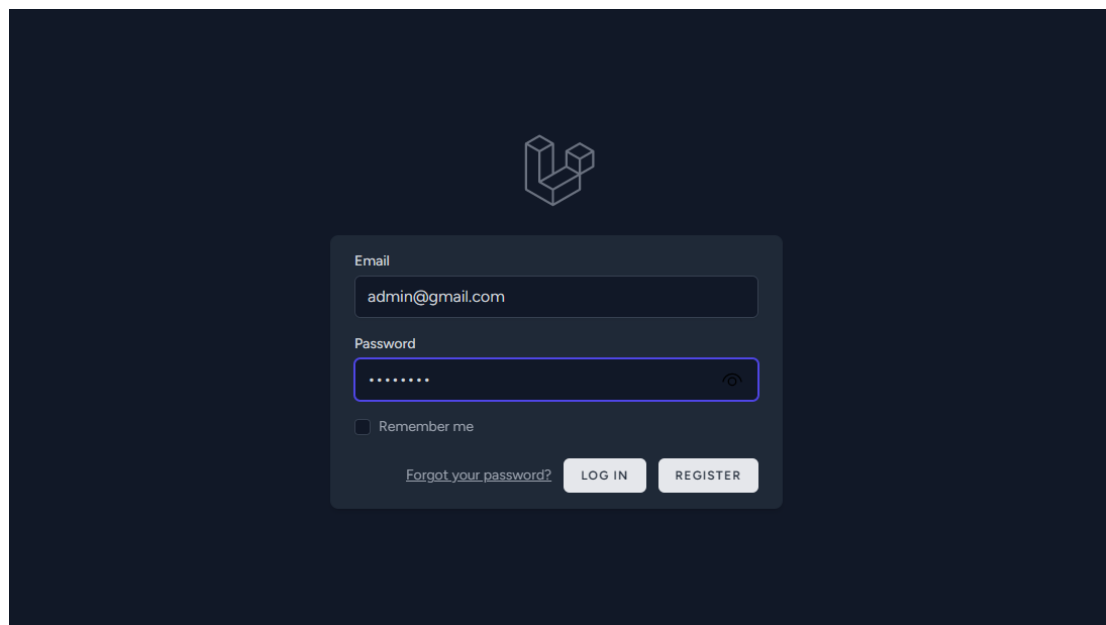 Email
admin@gmail.com
Password
••••••••
Remember me
Forgot your password? LOG IN REGISTER